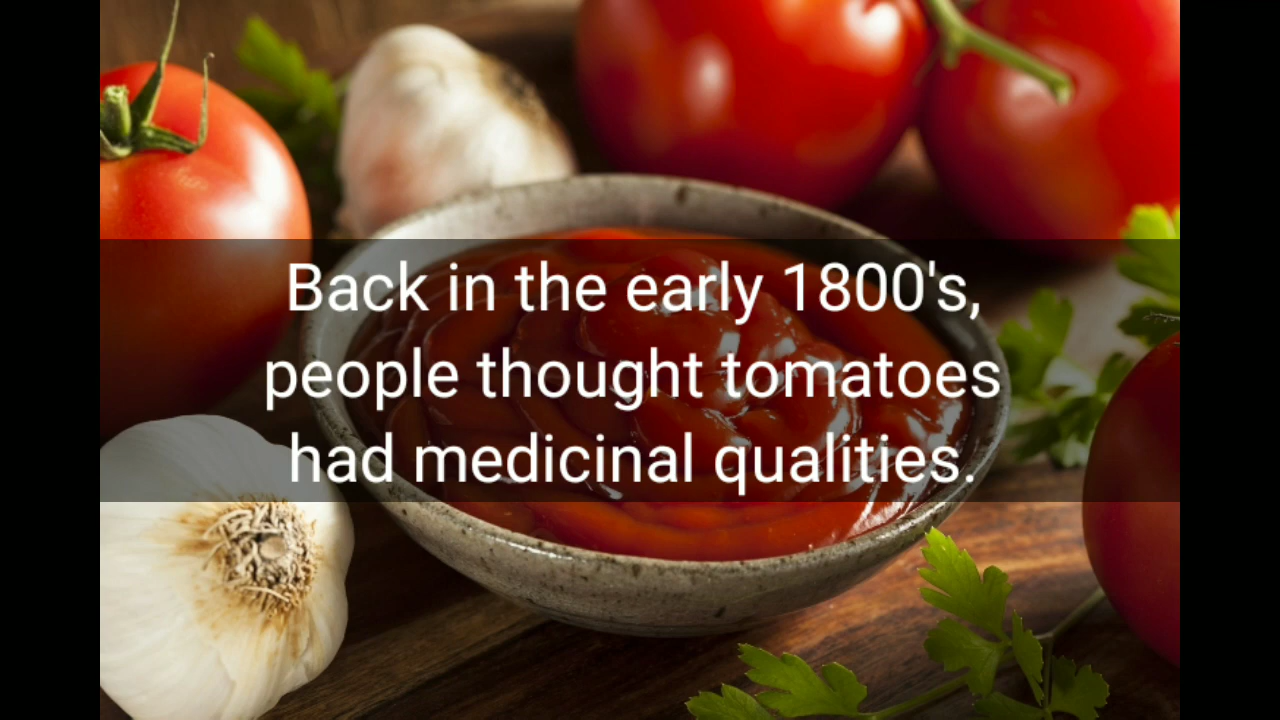 Back in the early 1800's,
people thought tomatoes
had medicinal qualities.